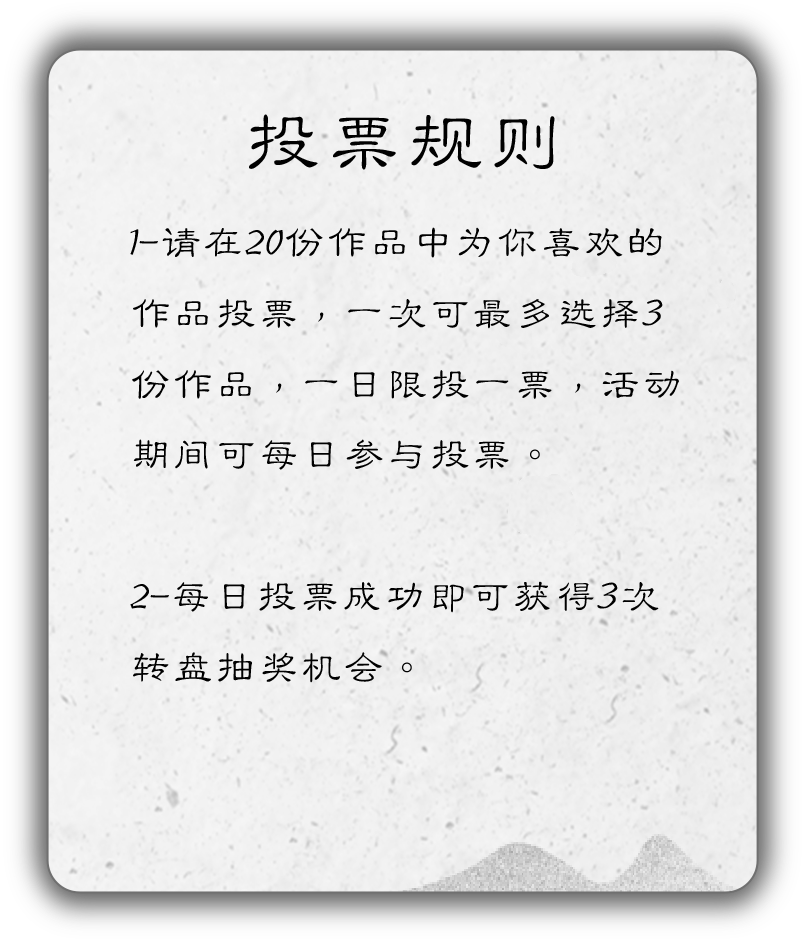 投票规则
1-请在20份作品中为你喜欢的
作品投票，一次可最多选择3
份作品，一日限投一票，活动
期间可每日参与投票。
2-每日投票成功即可获得3次
转盘抽奖机会。